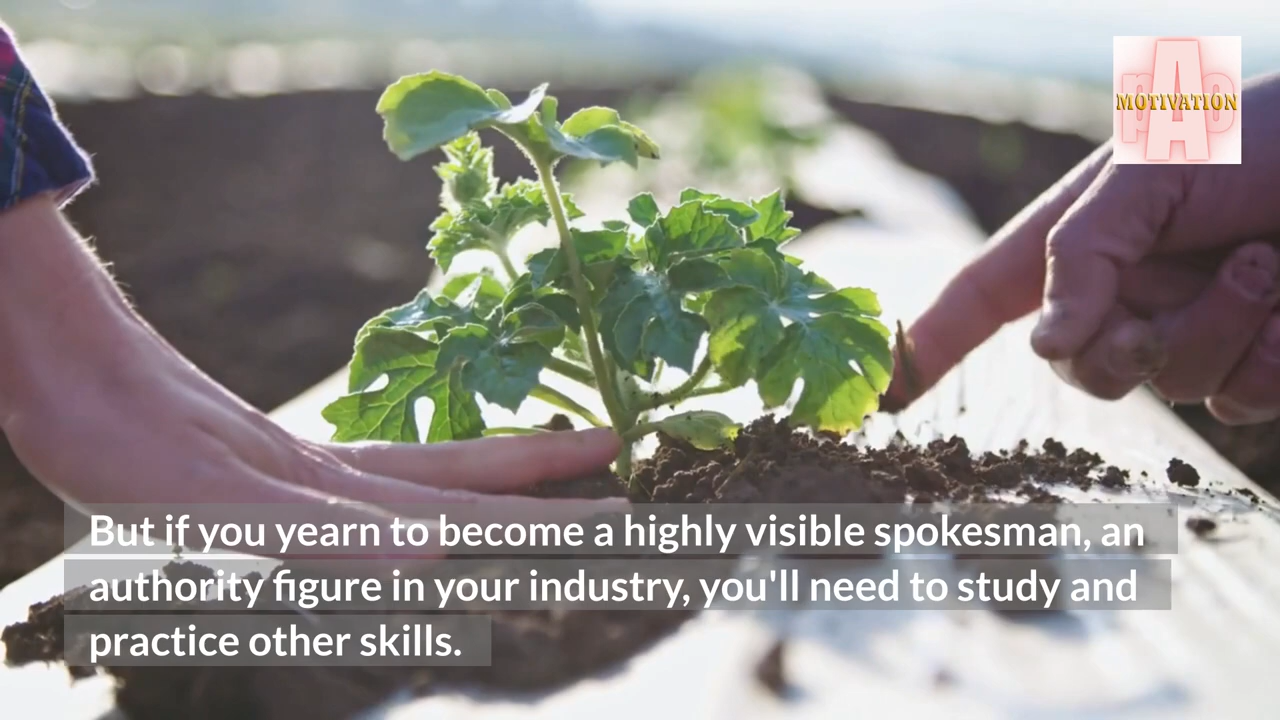 MOTIVATION
But if you yearn to become a highly visible spokesman, an
authority figure in your industry, you'll need to study and
practice other skills.